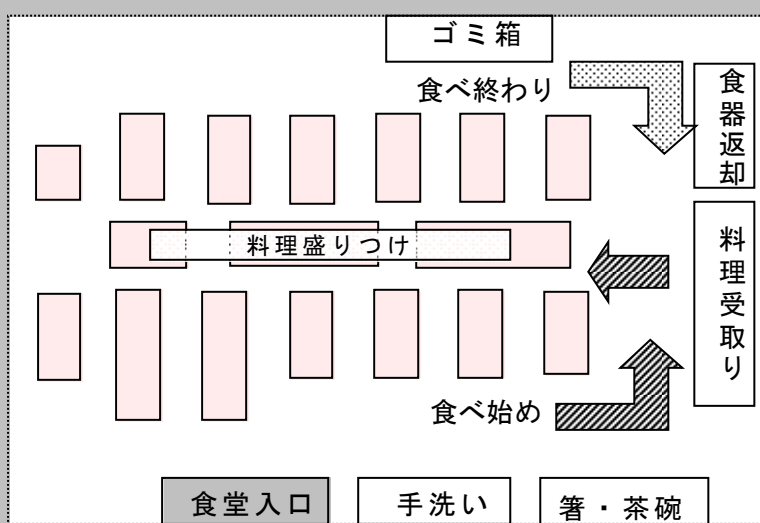 ゴミ箱
食べ終わり
食器返却
料理盛りつけ
料理受取り
食べ始め
食堂入口
手洗い
箸・茶碗